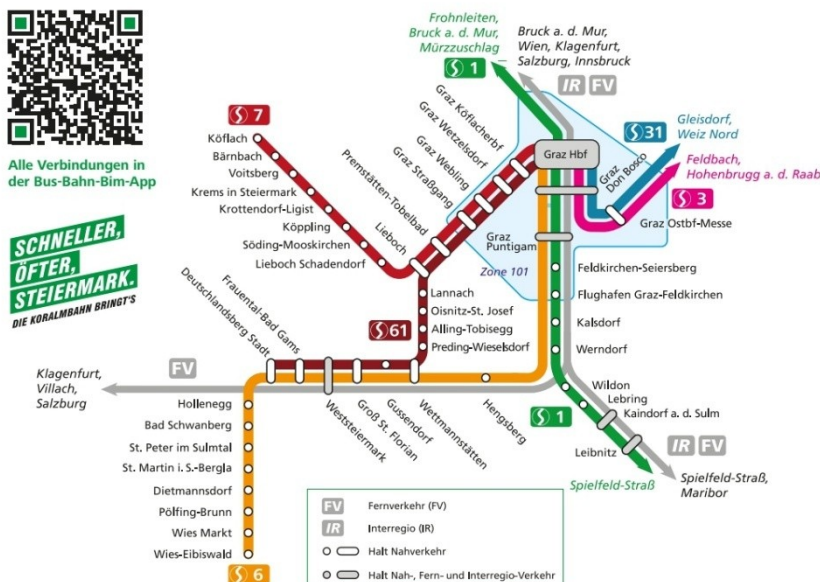 Alle Verbindungen in
der Bus-Bahn-Bim-App
SCHNELLER,
ÖFTER,
STEIERMARK.
DIE KORALMBAHN BRINGT'S
Frohnleiten,
Bruck a. d. Mur,
Mürzzuschlag
S 1
Bruck a. d. Mur,
Wien, Klagenfurt,
Salzburg, Innsbruck
IR FV
S 7
Köflach
Bärnbach
Voitsberg
Krems in Steiermark
Krottendorf-Ligist
Köppling
Söding-Mooskirchen
Lieboch Schadendorf
Lieboch
Premstätten-Tobelbad
Graz Straßgang
Graz Webling
Graz Wetzelsdorf
Graz Köflacherbf
Graz Hbf
Graz
Don Bosco
S 31
Gleisdorf,
Weiz Nord
Feldbach,
Hohenbrugg a. d. Raab
S 3
Graz Ostbf-Messe
Graz
Puntigam
Zone 101
Feldkirchen-Seiersberg
Flughafen Graz-Feldkirchen
Kalsdorf
Werndorf
Wildon
Lebring
Kaindorf a. d. Sulm
Leibnitz
S 1
IR FV
Spielfeld-Straß
Spielfeld-Straß,
Maribor
Lannach
Oisnitz-St. Josef
Alling-Tobisegg
Preding-Wieselsdorf
S 61
Deutschlandsberg Stadt
Frauental-Bad Gams
Weststeiermark
Groß St. Florian
Gussendorf
Wettmannstätten
Hengsberg
Klagenfurt,
Villach,
Salzburg
FV
Hollenegg
Bad Schwanberg
St. Peter im Sulmtal
St. Martin i. S.-Bergla
Dietmannsdorf
Pölfing-Brunn
Wies Markt
Wies-Eibiswald
S 6
FV Fernverkehr (FV)
IR Interregio (IR)
Halt Nahverkehr
Halt Nah-, Fern- und Interregio-Verkehr